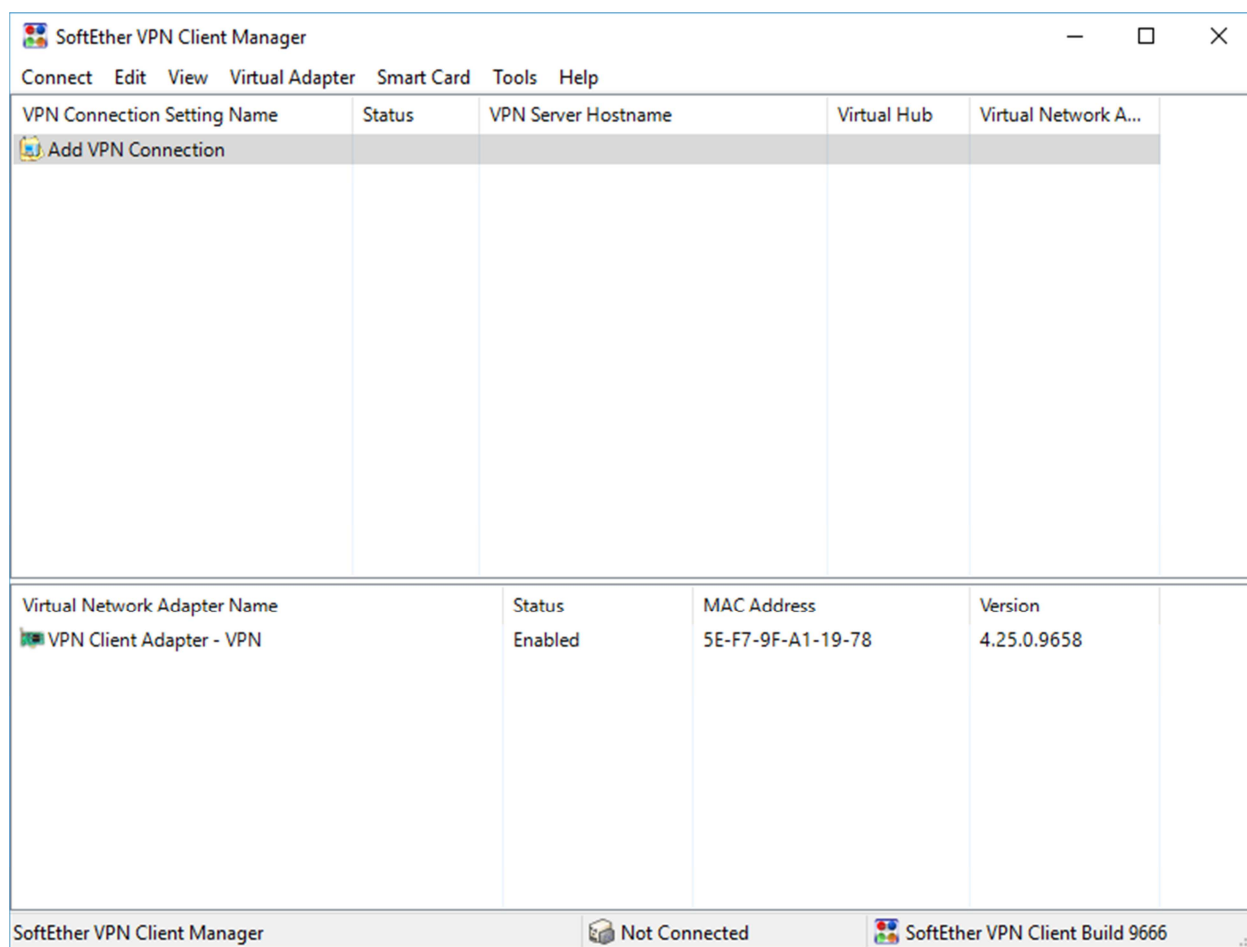 SoftEther VPN Client Manager
Connect Edit View Virtual Adapter Smart Card Tools Help
VPN Connection Setting Name Status VPN Server Hostname Virtual Hub Virtual Network A...
Add VPN Connection
Virtual Network Adapter Name Status MAC Address Version
VPN Client Adapter - VPN Enabled 5E-F7-9F-A1-19-78 4.25.0.9658
SoftEther VPN Client Manager Not Connected SoftEther VPN Client Build 9666